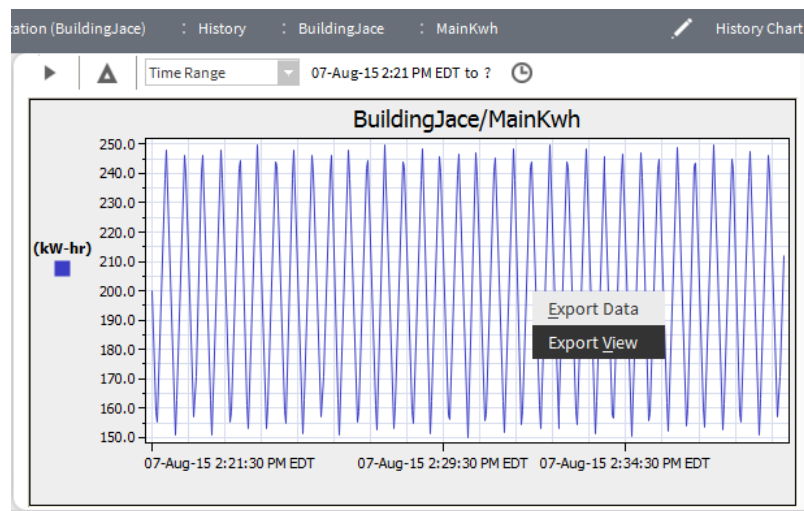 ation (BuildingJace) : History : BuildingJace : MainKwh History Chart
Time Range 07-Aug-15 2:21 PM EDT to ?
BuildingJace/MainKwh
250.0
240.0
230.0
220.0
(kW-hr)
210.0
200.0
190.0
180.0
170.0
160.0
150.0
Export Data
Export View
07-Aug-15 2:21:30 PM EDT 07-Aug-15 2:29:30 PM EDT 07-Aug-15 2:34:30 PM EDT